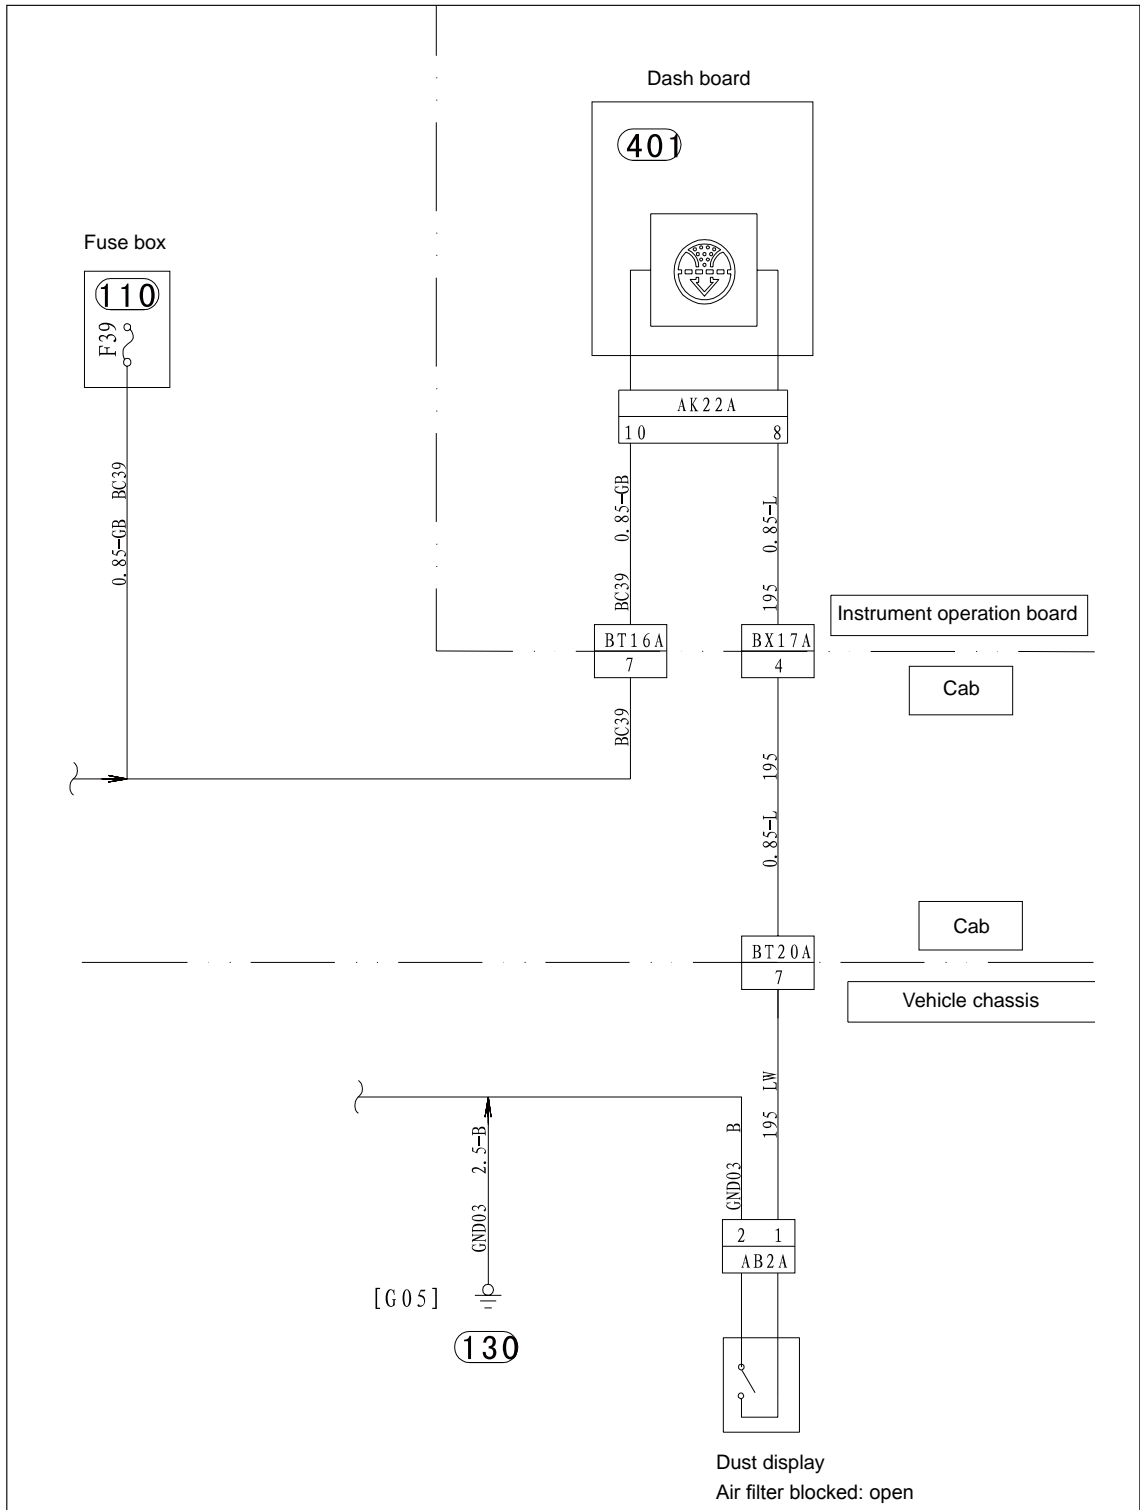 Dash board
401
Fuse box
110
F39
AK22A
10 8
0.85-GB BC39
0.85-GB
0.85-L
BC39
195
Instrument operation board
BT16A
BX17A
7
4
Cab
BC39
195
0.85-L
Cab
BT20A
7
Vehicle chassis
195 LW
B
GND03
2.5-B
GND03
2 1
AB2A
[G05]
130
Dust display
Air filter blocked: open